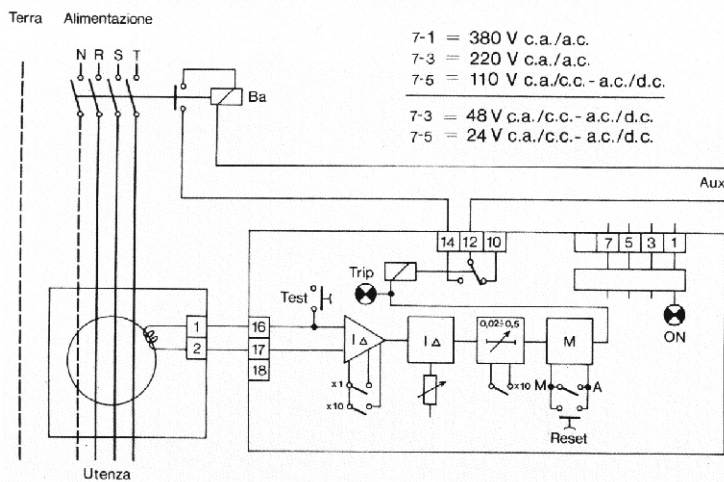 Terra Alimentazione
N R S T
Ba
7-1 = 380 V c.a./a.c.
7-3 = 220 V c.a./a.c.
7-5 = 110 V c.a./c.c.- a.c./d.c.
7-3 = 48 V c.a./c.c.- a.c./d.c.
7-5 = 24 V c.a./c.c.- a.c./d.c.
Aux
14 12 10
7 5 3 1
Trip
Test
ON
1
2
16
17
18
I Δ
I Δ
0,02÷0,5
M
x1
x10
x10
M
A
Reset
Utenza